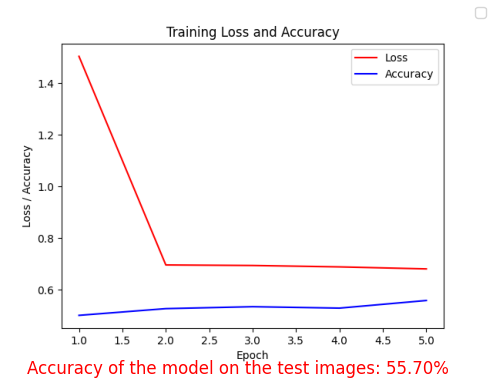 Training Loss and Accuracy
Loss
Accuracy
Loss / Accuracy
1.4
1.2
1.0
0.8
0.6
1.0 1.5 2.0 2.5 3.0 3.5 4.0 4.5 5.0
Epoch
Accuracy of the model on the test images: 55.70%